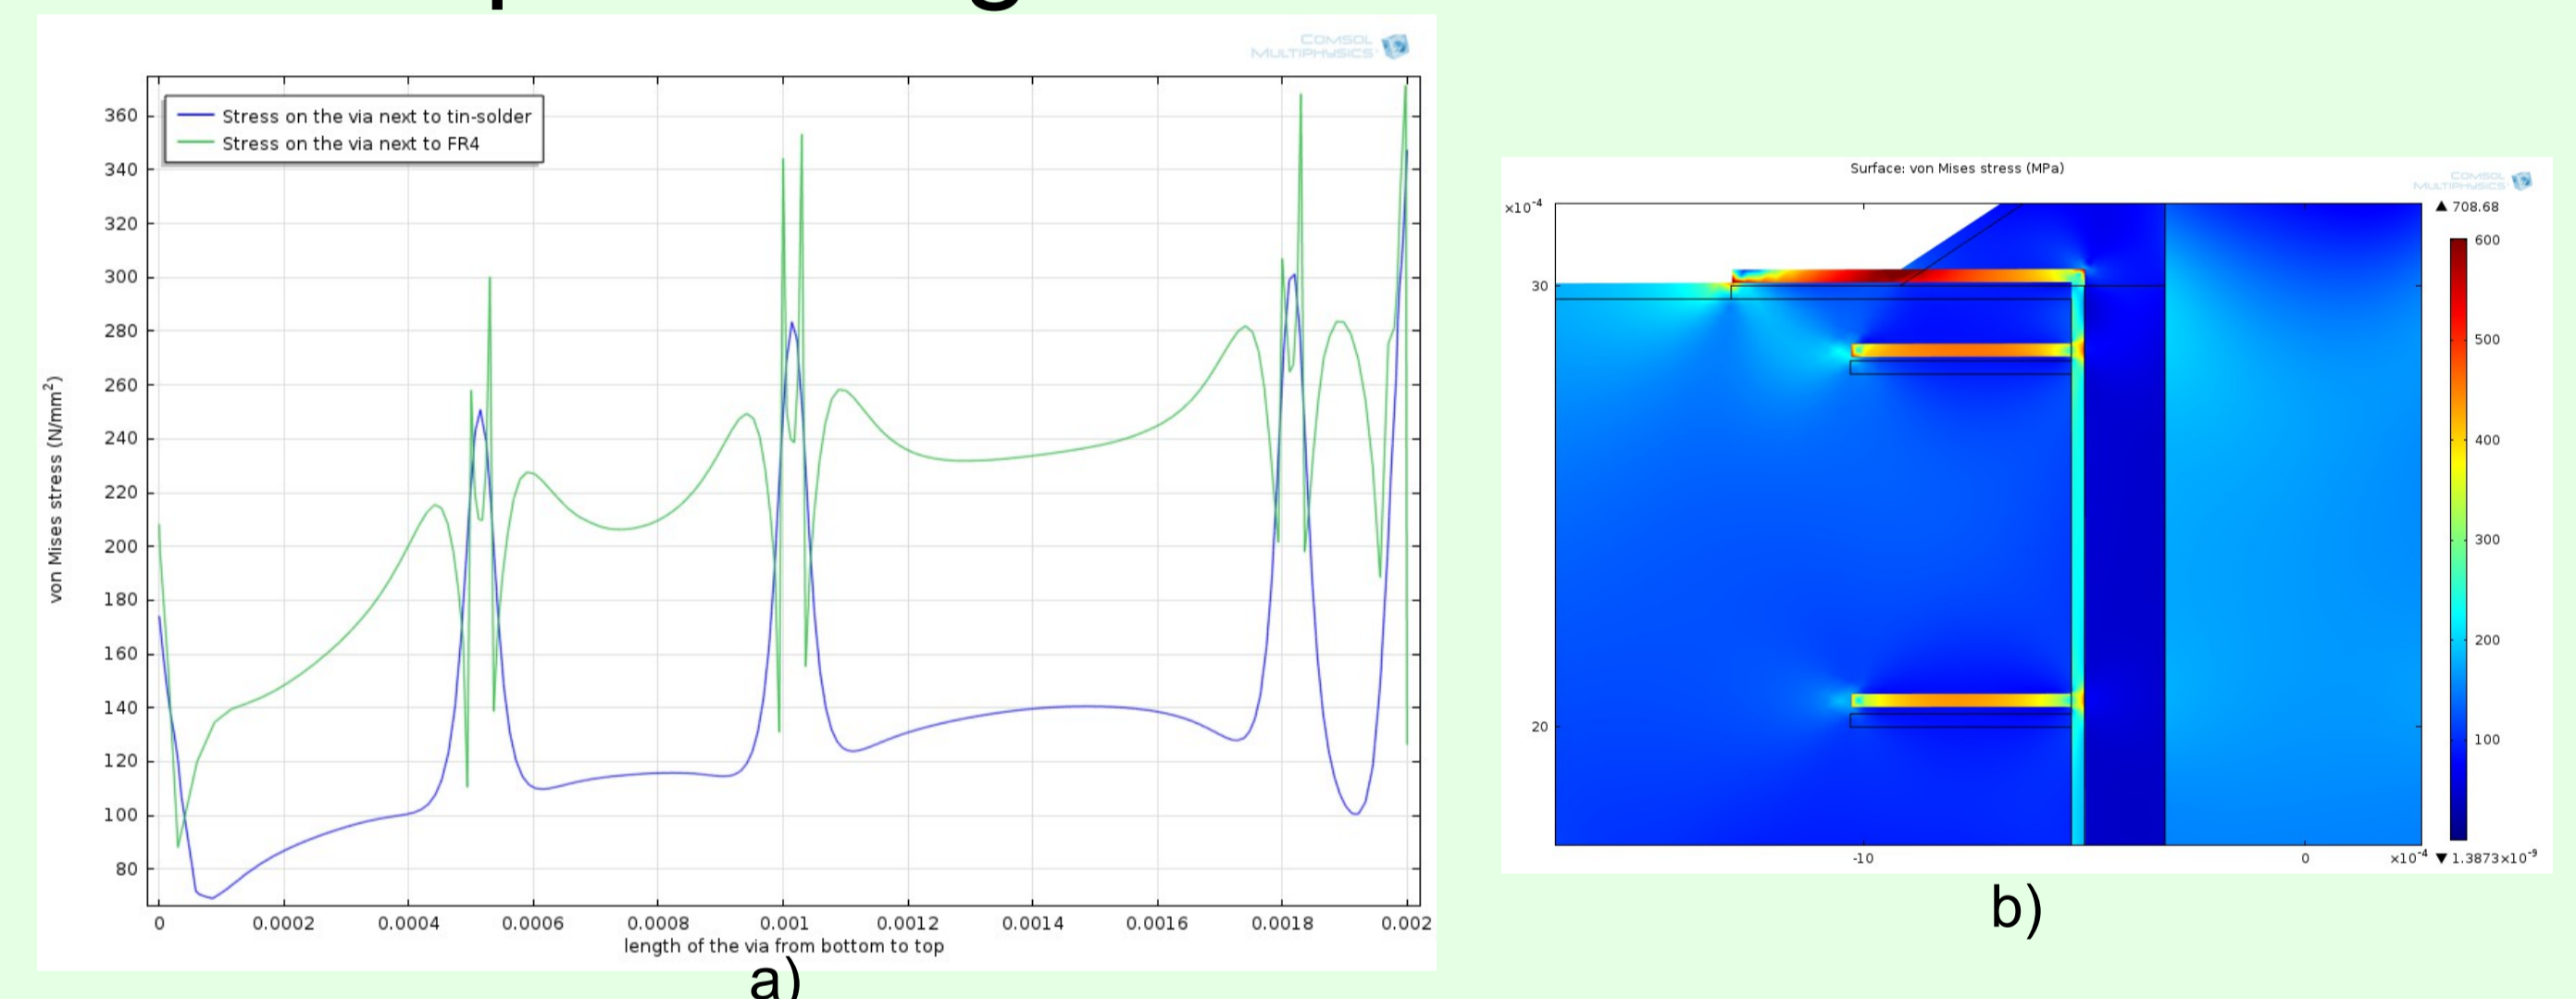 COMSOL
MULTIPHYSICS
Stress on the via next to tin-solder
Stress on the via next to FR4
von Mises stress (N/mm²)
360
340
320
300
280
260
240
220
200
180
160
140
120
100
80
0 0.0002 0.0004 0.0006 0.0008 0.001 0.0012 0.0014 0.0016 0.0018 0.002
length of the via from bottom to top
a)
Surface: von Mises stress (MPa)
COMSOL
MULTIPHYSICS
×10⁻⁴
30
20
-10 0 ×10⁻⁴
▲ 708.68
600
500
400
300
200
100
▼ 1.3873×10⁻⁹
b)